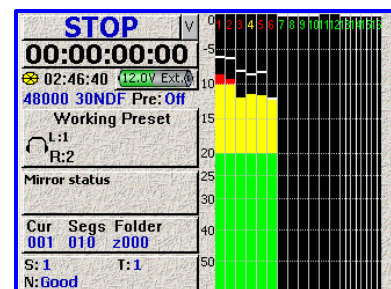 STOP V
00:00:00:00
02:46:40 12.0V Ext.
48000 30NDF Pre: Off
Working Preset
L:1
R:2
Mirror status
Cur Segs Folder
001 010 z000
S: 1 T: 1
N:Good
0 1 2 3 4 5 6 7 8 9 10 11 12 13 14 15 16
-5
10
15
20
25
30
40
50